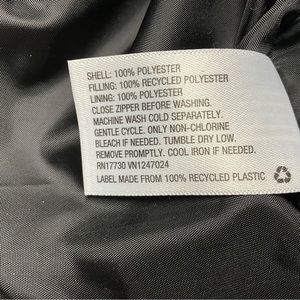 SHELL: 100% POLYESTER
FILLING: 100% RECYCLED POLYESTER
LINING: 100% POLYESTER
CLOSE ZIPPER BEFORE WASHING.
MACHINE WASH COLD SEPARATELY.
GENTLE CYCLE. ONLY NON-CHLORINE
BLEACH IF NEEDED. TUMBLE DRY LOW.
REMOVE PROMPTLY. COOL IRON IF NEEDED.
RN17730 VN1247024
LABEL MADE FROM 100% RECYCLED PLASTIC